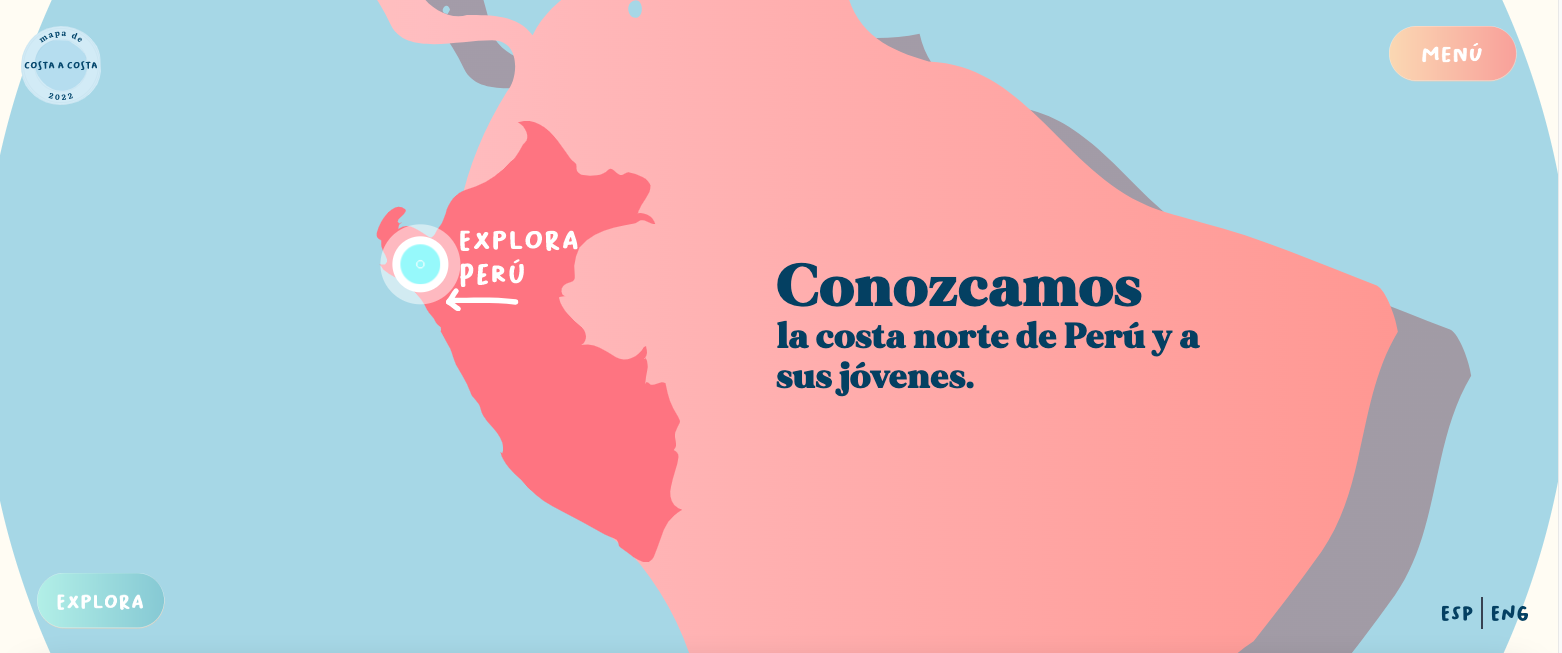 mapa de
COSTA A COSTA
2022
MENÚ
EXPLORA
PERÚ
Conozcamos
la costa norte de Perú y a
sus jóvenes.
EXPLORA
ESP | ENG